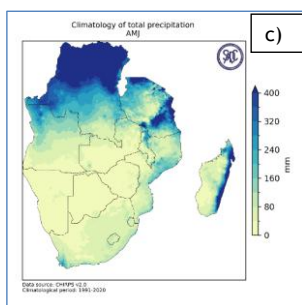 Climatology of total precipitation
AMJ
c)
400
320
240
160
80
0
mm
Data source: CHIRPS v2.0
Climatological period: 1991-2020